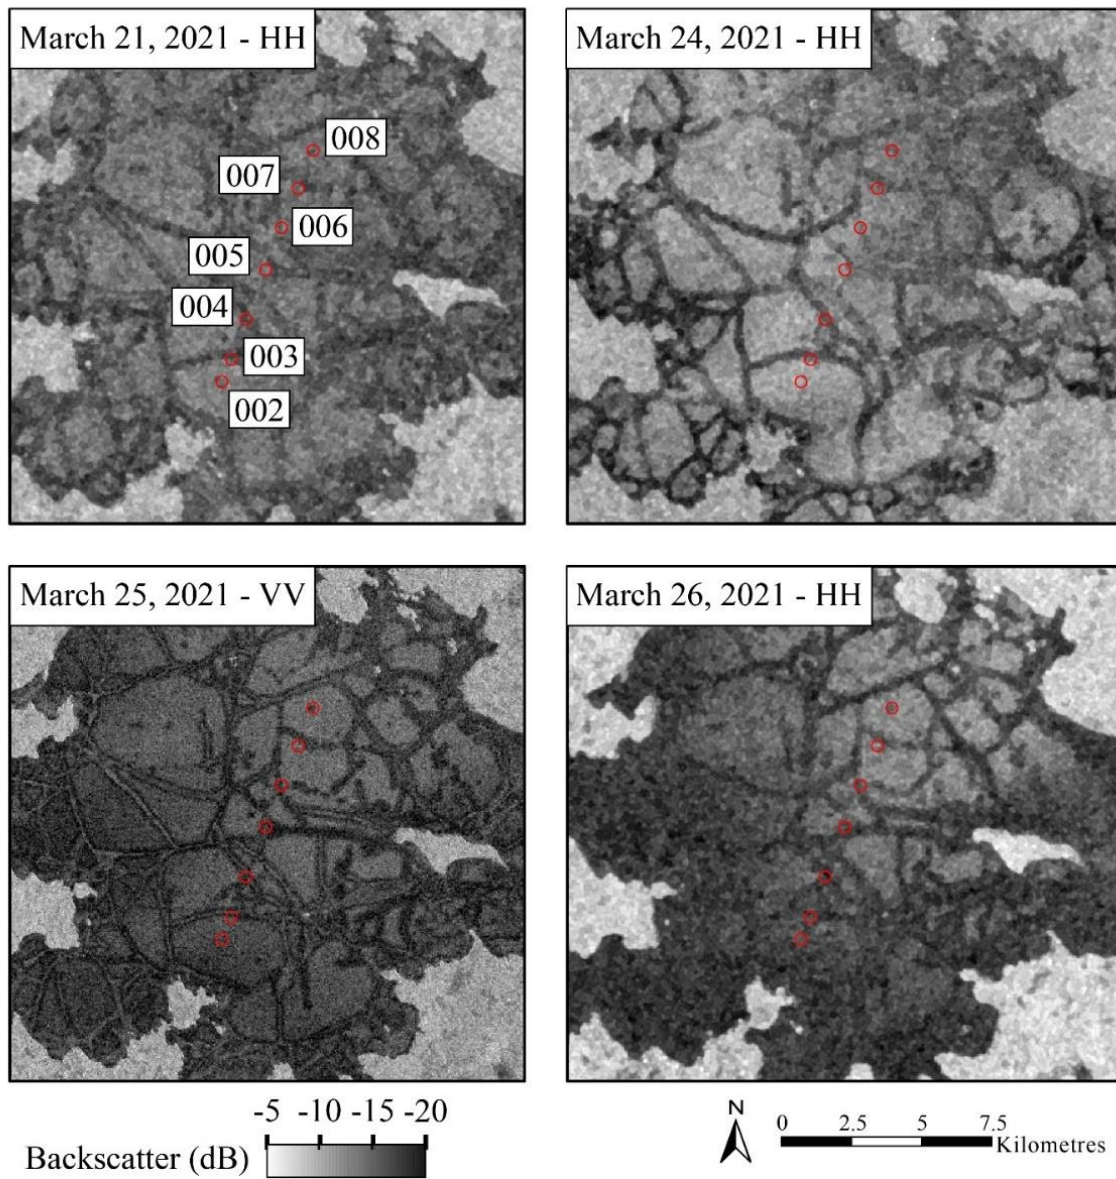 March 21, 2021 - HH
March 24, 2021 - HH
008
007
006
005
004
003
002
March 25, 2021 - VV
March 26, 2021 - HH
-5 -10 -15 -20
Backscatter (dB)
N
0 2.5 5 7.5
Kilometres